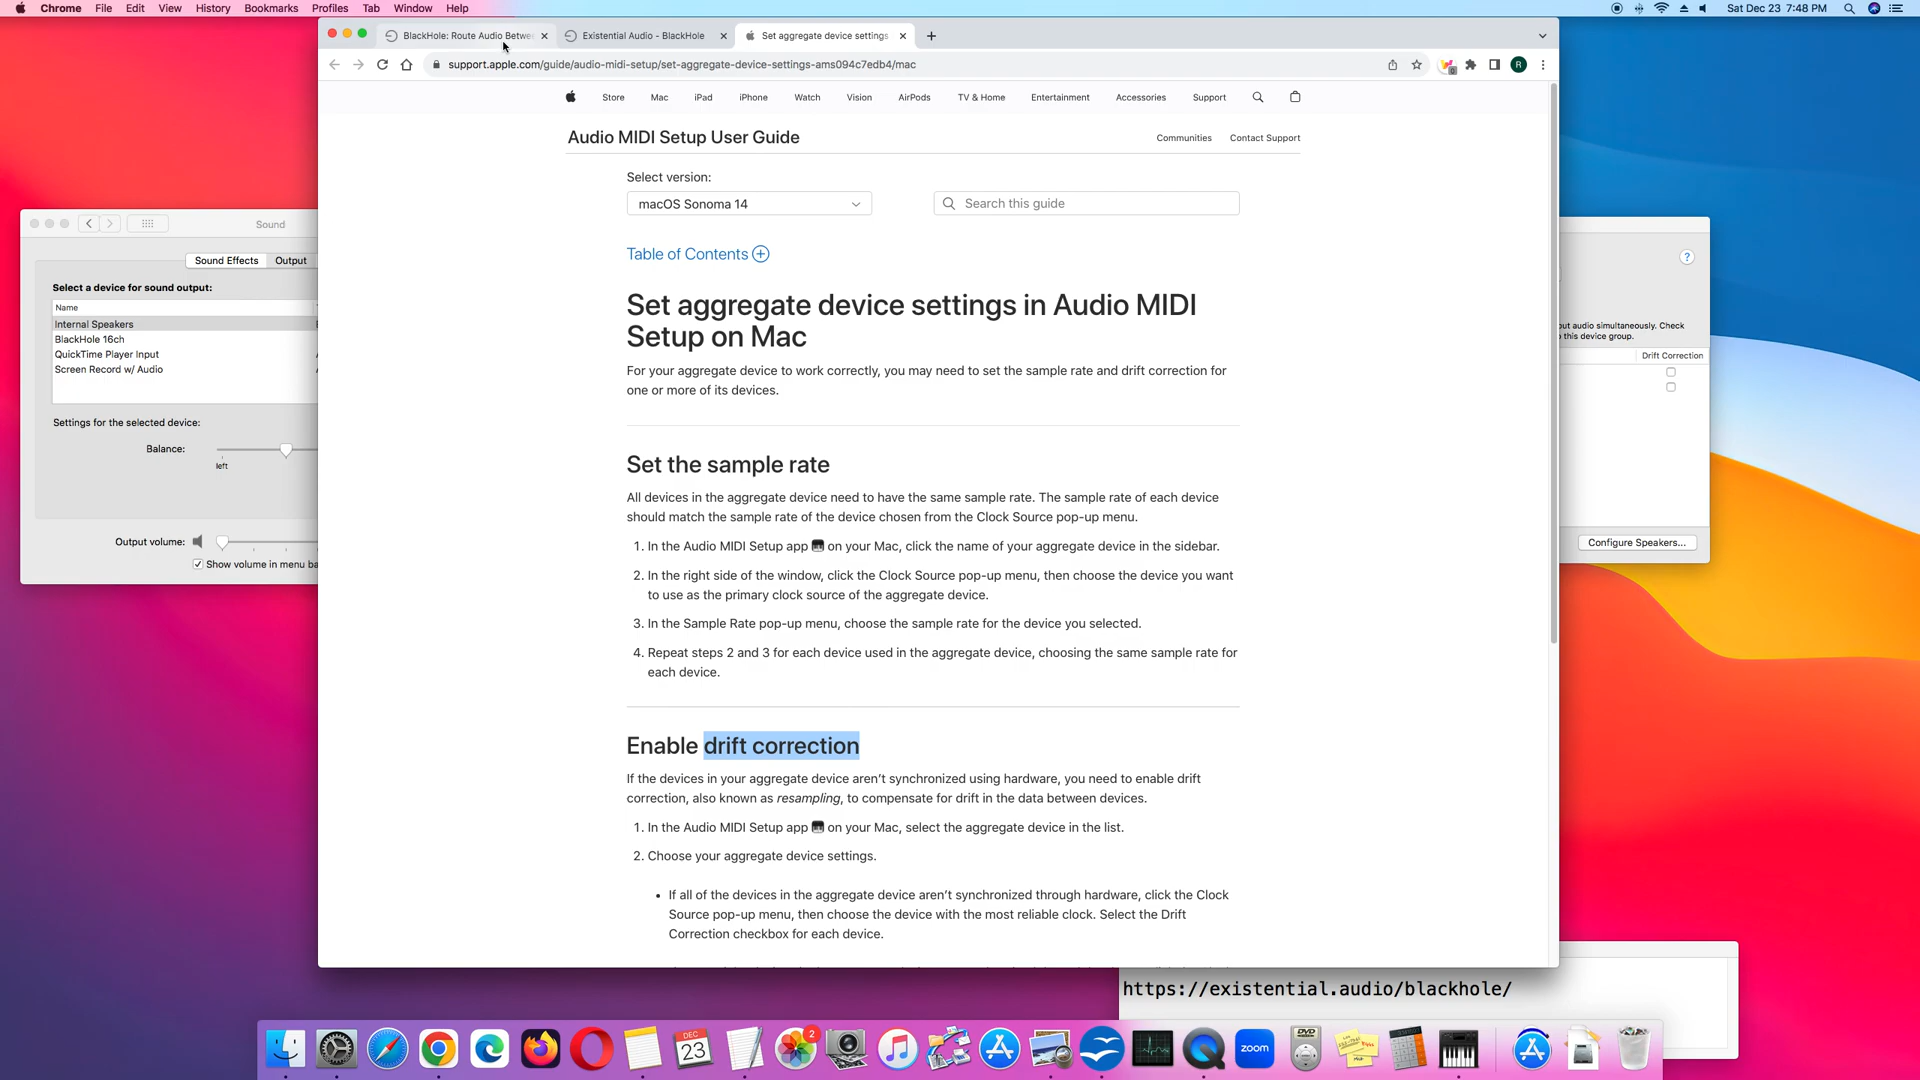 Chrome File Edit View History Bookmarks Profiles Tab Window Help
Sat Dec 23 7:48 PM
BlackHole: Route Audio Betwe
Existential Audio - BlackHole
Set aggregate device settings
support.apple.com/guide/audio-midi-setup/set-aggregate-device-settings-ams094c7edb4/mac
R
Store Mac iPad iPhone Watch Vision AirPods TV & Home Entertainment Accessories Support
Audio MIDI Setup User Guide
Communities Contact Support
Select version:
macOS Sonoma 14
Search this guide
Table of Contents
Set aggregate device settings in Audio MIDI
Setup on Mac
For your aggregate device to work correctly, you may need to set the sample rate and drift correction for
one or more of its devices.
Set the sample rate
All devices in the aggregate device need to have the same sample rate. The sample rate of each device
should match the sample rate of the device chosen from the Clock Source pop-up menu.
1. In the Audio MIDI Setup app on your Mac, click the name of your aggregate device in the sidebar.
2. In the right side of the window, click the Clock Source pop-up menu, then choose the device you want
to use as the primary clock source of the aggregate device.
3. In the Sample Rate pop-up menu, choose the sample rate for the device you selected.
4. Repeat steps 2 and 3 for each device used in the aggregate device, choosing the same sample rate for
each device.
Enable drift correction
If the devices in your aggregate device aren't synchronized using hardware, you need to enable drift
correction, also known as resampling, to compensate for drift in the data between devices.
1. In the Audio MIDI Setup app on your Mac, select the aggregate device in the list.
2. Choose your aggregate device settings.
• If all of the devices in the aggregate device aren't synchronized through hardware, click the Clock
Source pop-up menu, then choose the device with the most reliable clock. Select the Drift
Correction checkbox for each device.
Sound
Sound Effects Output
Select a device for sound output:
Name
Internal Speakers
BlackHole 16ch
QuickTime Player Input
Screen Record w/ Audio
Settings for the selected device:
Balance:
left
Output volume:
Show volume in menu ba
?
out audio simultaneously. Check
this device group.
Drift Correction
Configure Speakers...
https://existential.audio/blackhole/
DEC
23
2
zoom
DVD